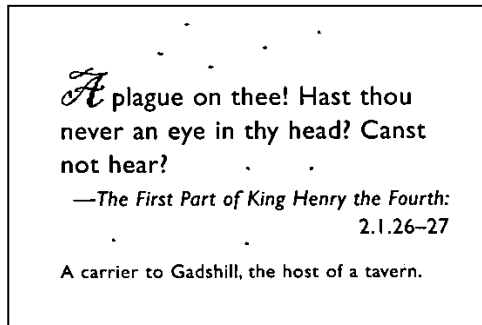 A plague on thee! Hast thou
never an eye in thy head? Canst
not hear?
—The First Part of King Henry the Fourth:
2.1.26–27
A carrier to Gadshill, the host of a tavern.